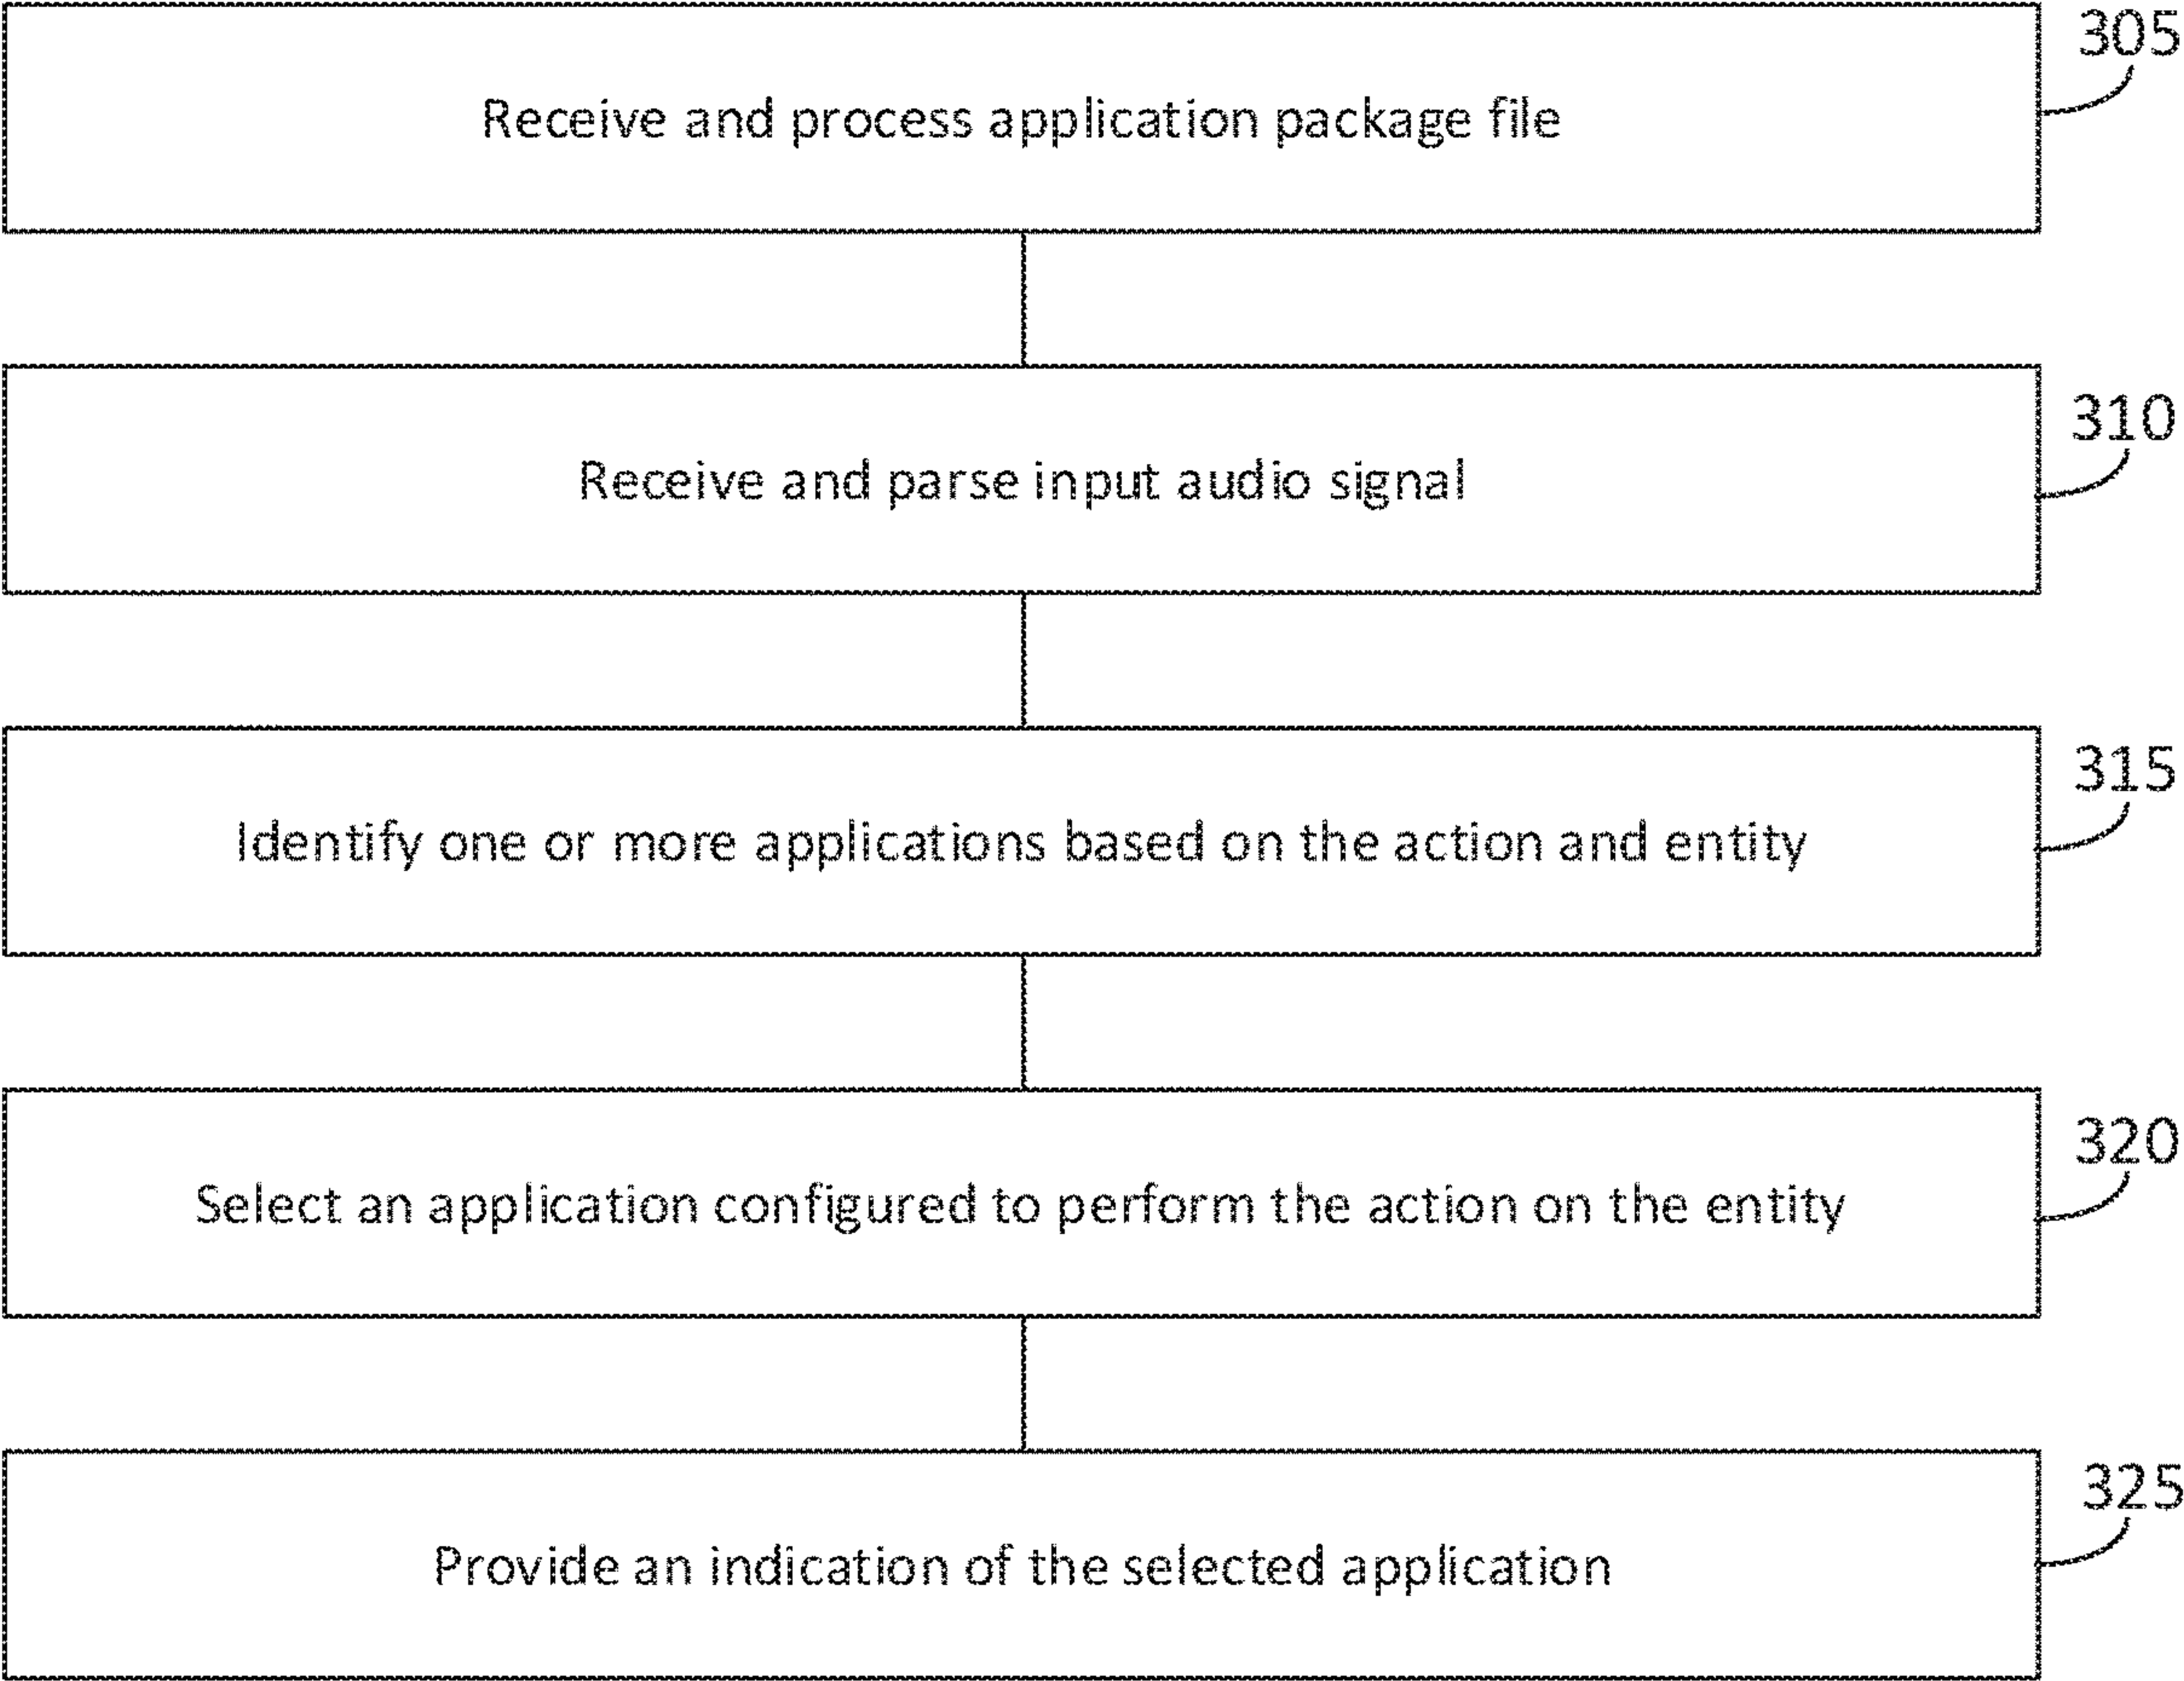 305
Receive and process application package file
310
Receive and parse input audio signal
315
Identify one or more applications based on the action and entity
320
Select an application configured to perform the action on the entity
325
Provide an indication of the selected application